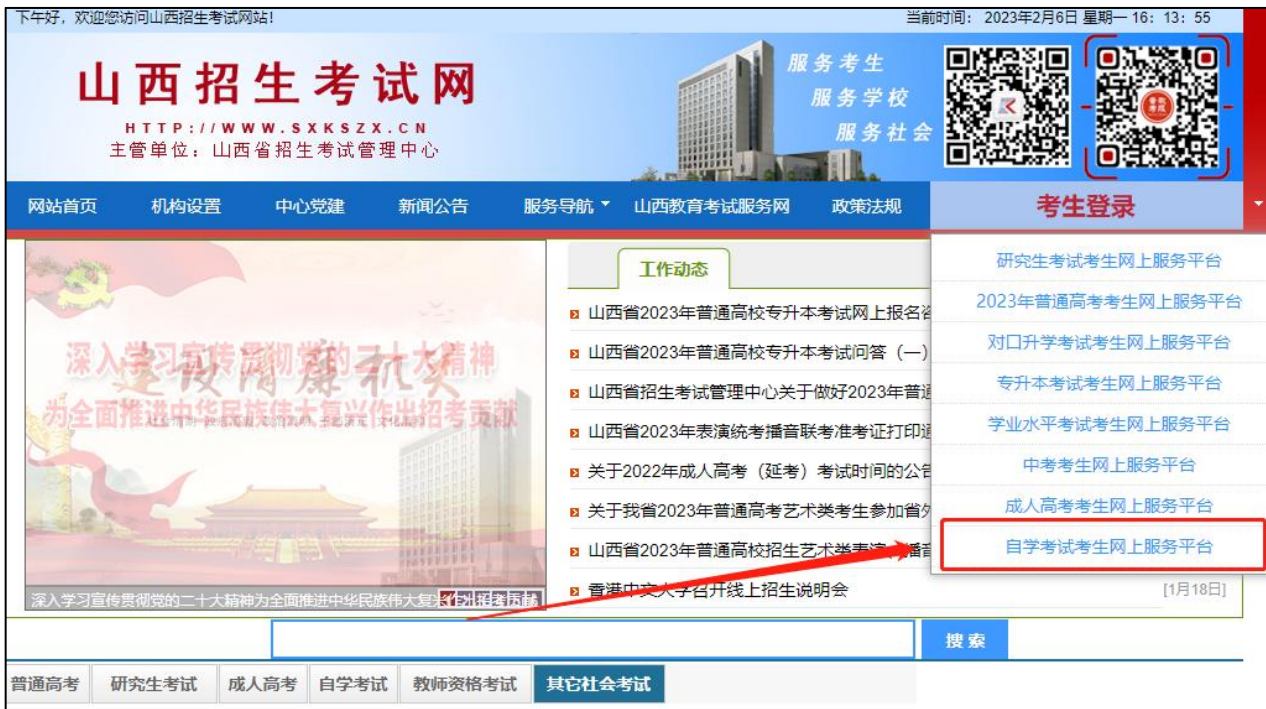 下午好，欢迎您访问山西招生考试网站！
当前时间： 2023年2月6日 星期一 16：13：55
山西招生考试网
HTTP://WWW.SXKSZX.CN
主管单位：山西省招生考试管理中心
服务考生
服务学校
服务社会
网站首页 机构设置 中心党建 新闻公告 服务导航 山西教育考试服务网 政策法规 考生登录
研究生考试考生网上服务平台
2023年普通高考考生网上服务平台
对口升学考试考生网上服务平台
专升本考试考生网上服务平台
学业水平考试考生网上服务平台
中考考生网上服务平台
成人高考考生网上服务平台
自学考试考生网上服务平台
深入学习宣传贯彻党的二十大精神
为全面推进中华民族伟大复兴作出招考贡献
建设清廉机关
深入学习宣传贯彻党的二十大精神为全面推进中华民族伟大复兴作出招考贡献
工作动态
山西省2023年普通高校专升本考试网上报名咨
山西省2023年普通高校专升本考试问答（一）
山西省招生考试管理中心关于做好2023年普通
山西省2023年表演统考播音联考准考证打印通
关于2022年成人高考（延考）考试时间的公告
关于我省2023年普通高考艺术类考生参加省外
山西省2023年普通高校招生艺术类表演 播音
香港中文大学召开线上招生说明会 [1月18日]
搜索
普通高考 研究生考试 成人高考 自学考试 教师资格考试 其它社会考试